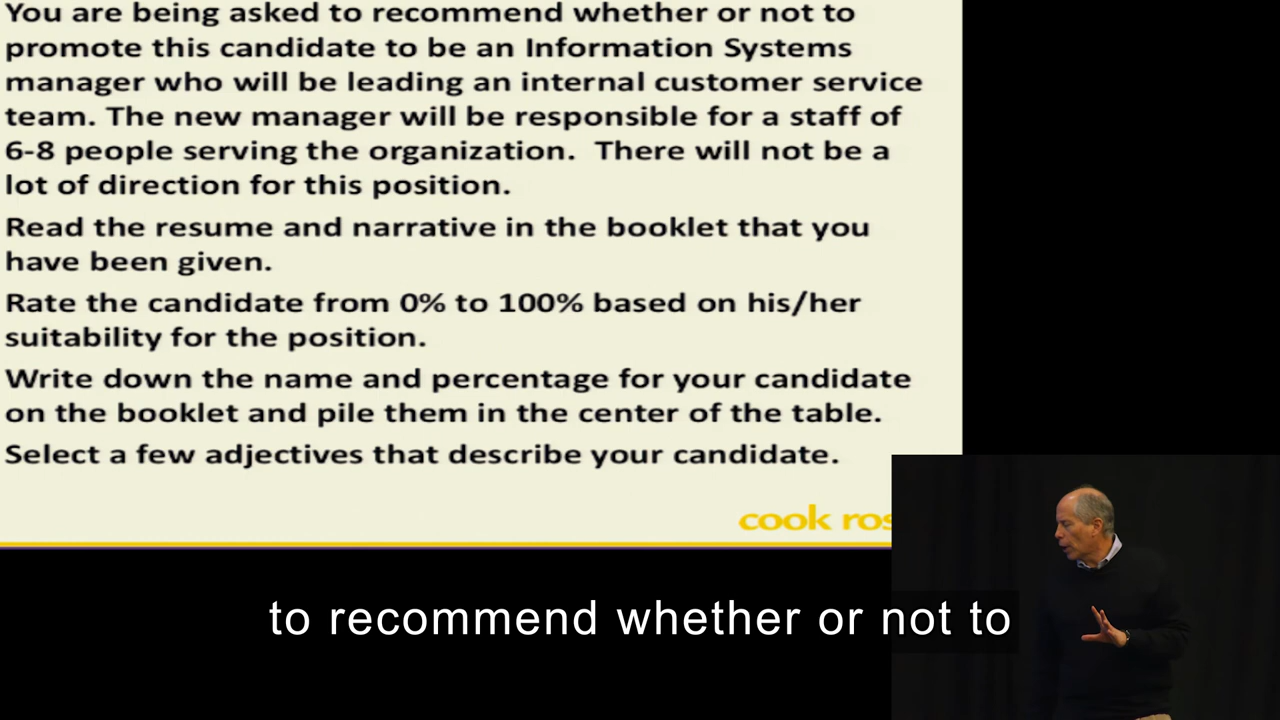 You are being asked to recommend whether or not to
promote this candidate to be an Information Systems
manager who will be leading an internal customer service
team. The new manager will be responsible for a staff of
6-8 people serving the organization.  There will not be a
lot of direction for this position.
Read the resume and narrative in the booklet that you
have been given.
Rate the candidate from 0% to 100% based on his/her
suitability for the position.
Write down the name and percentage for your candidate
on the booklet and pile them in the center of the table.
Select a few adjectives that describe your candidate.
cook ros
to recommend whether or not to